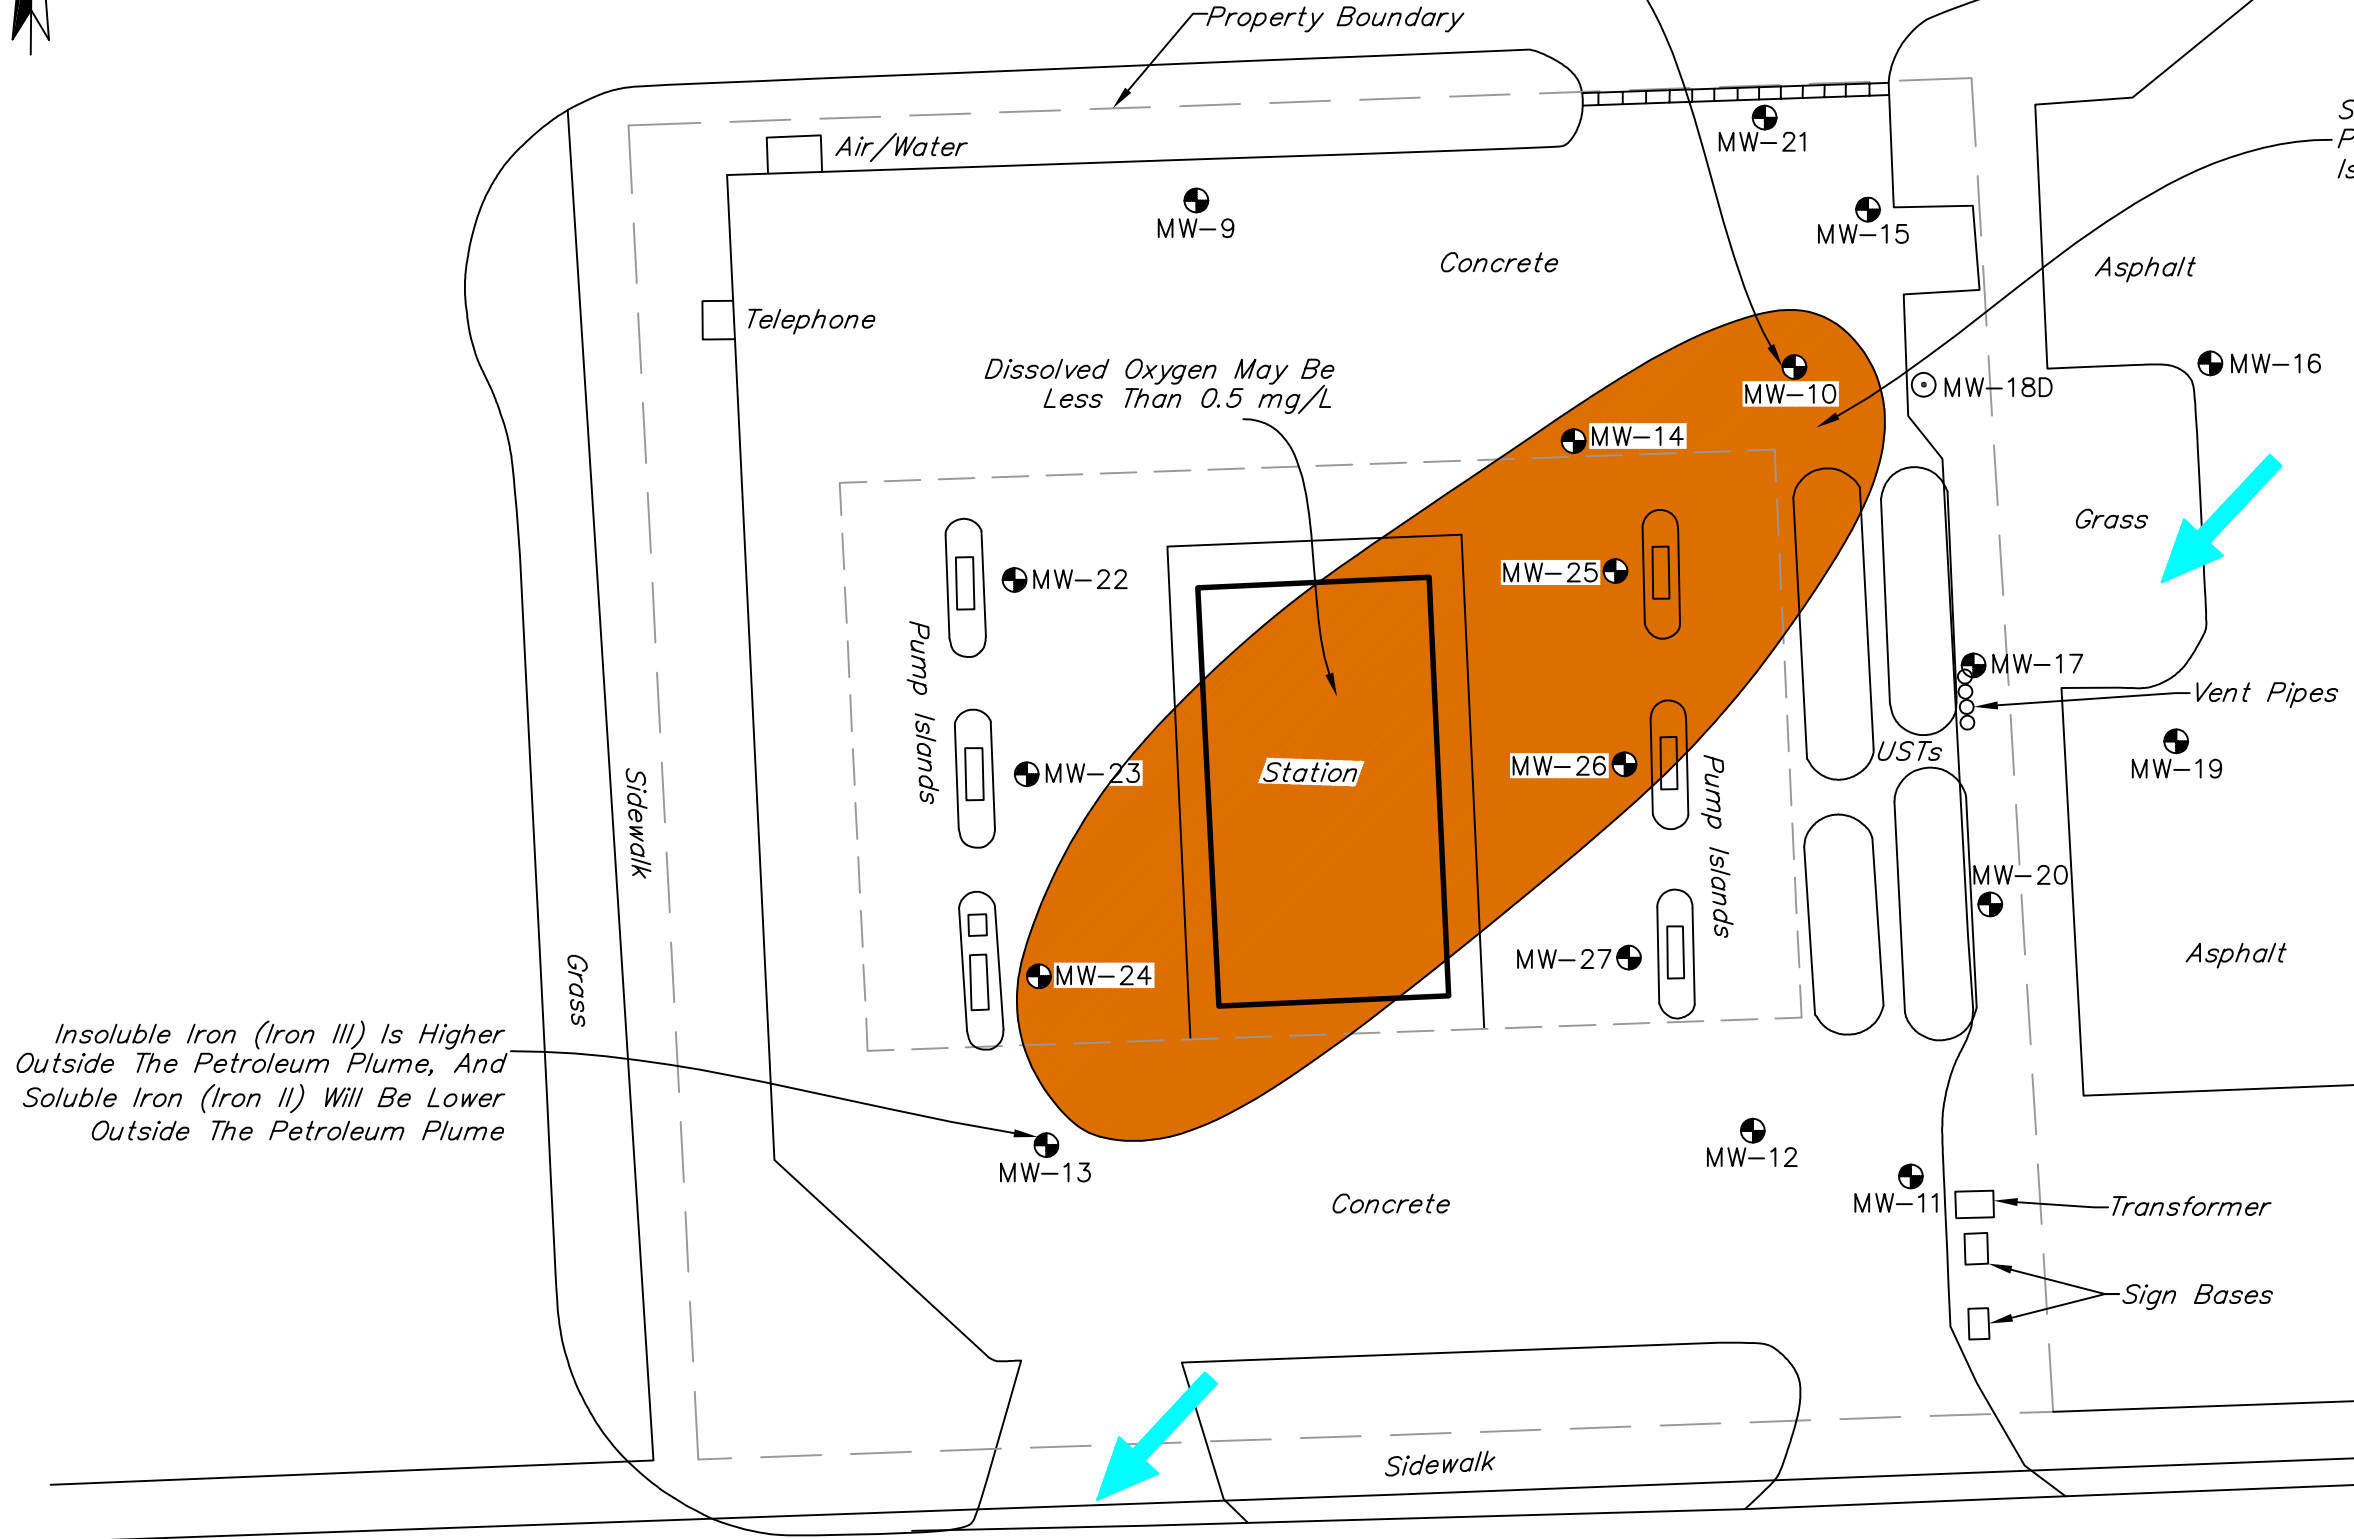 Property Boundary
Air/Water
MW-21
S
P
Is
MW-9
MW-15
Concrete
Asphalt
Telephone
Dissolved Oxygen May Be
Less Than 0.5 mg/L
MW-10
MW-18D
MW-16
MW-14
Grass
MW-22
MW-25
Pump Islands
MW-17
Vent Pipes
MW-23
Station
MW-26
USTs
MW-19
Sidewalk
Pump Islands
MW-20
MW-24
MW-27
Asphalt
Grass
Insoluble Iron (Iron III) Is Higher
Outside The Petroleum Plume, And
Soluble Iron (Iron II) Will Be Lower
Outside The Petroleum Plume
MW-13
MW-12
MW-11
Concrete
Transformer
Sign Bases
Sidewalk